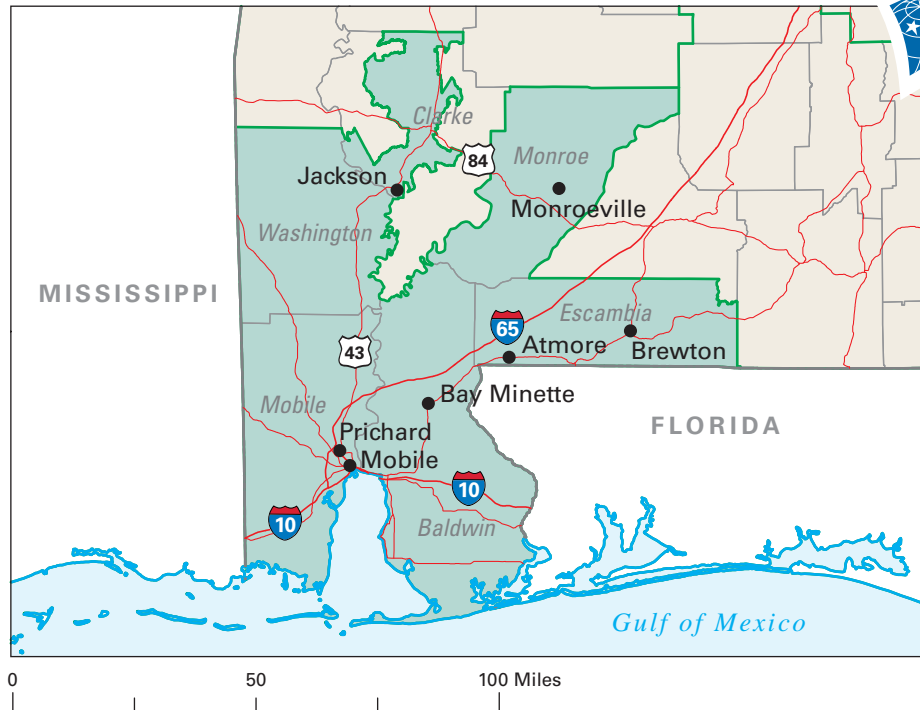 Clarke
84
Monroe
Jackson
Monroeville
Washington
MISSISSIPPI
Escambia
65
43
Atmore
Brewton
Bay Minette
Mobile
FLORIDA
Prichard
Mobile
10
10
Baldwin
Gulf of Mexico
0 50 100 Miles